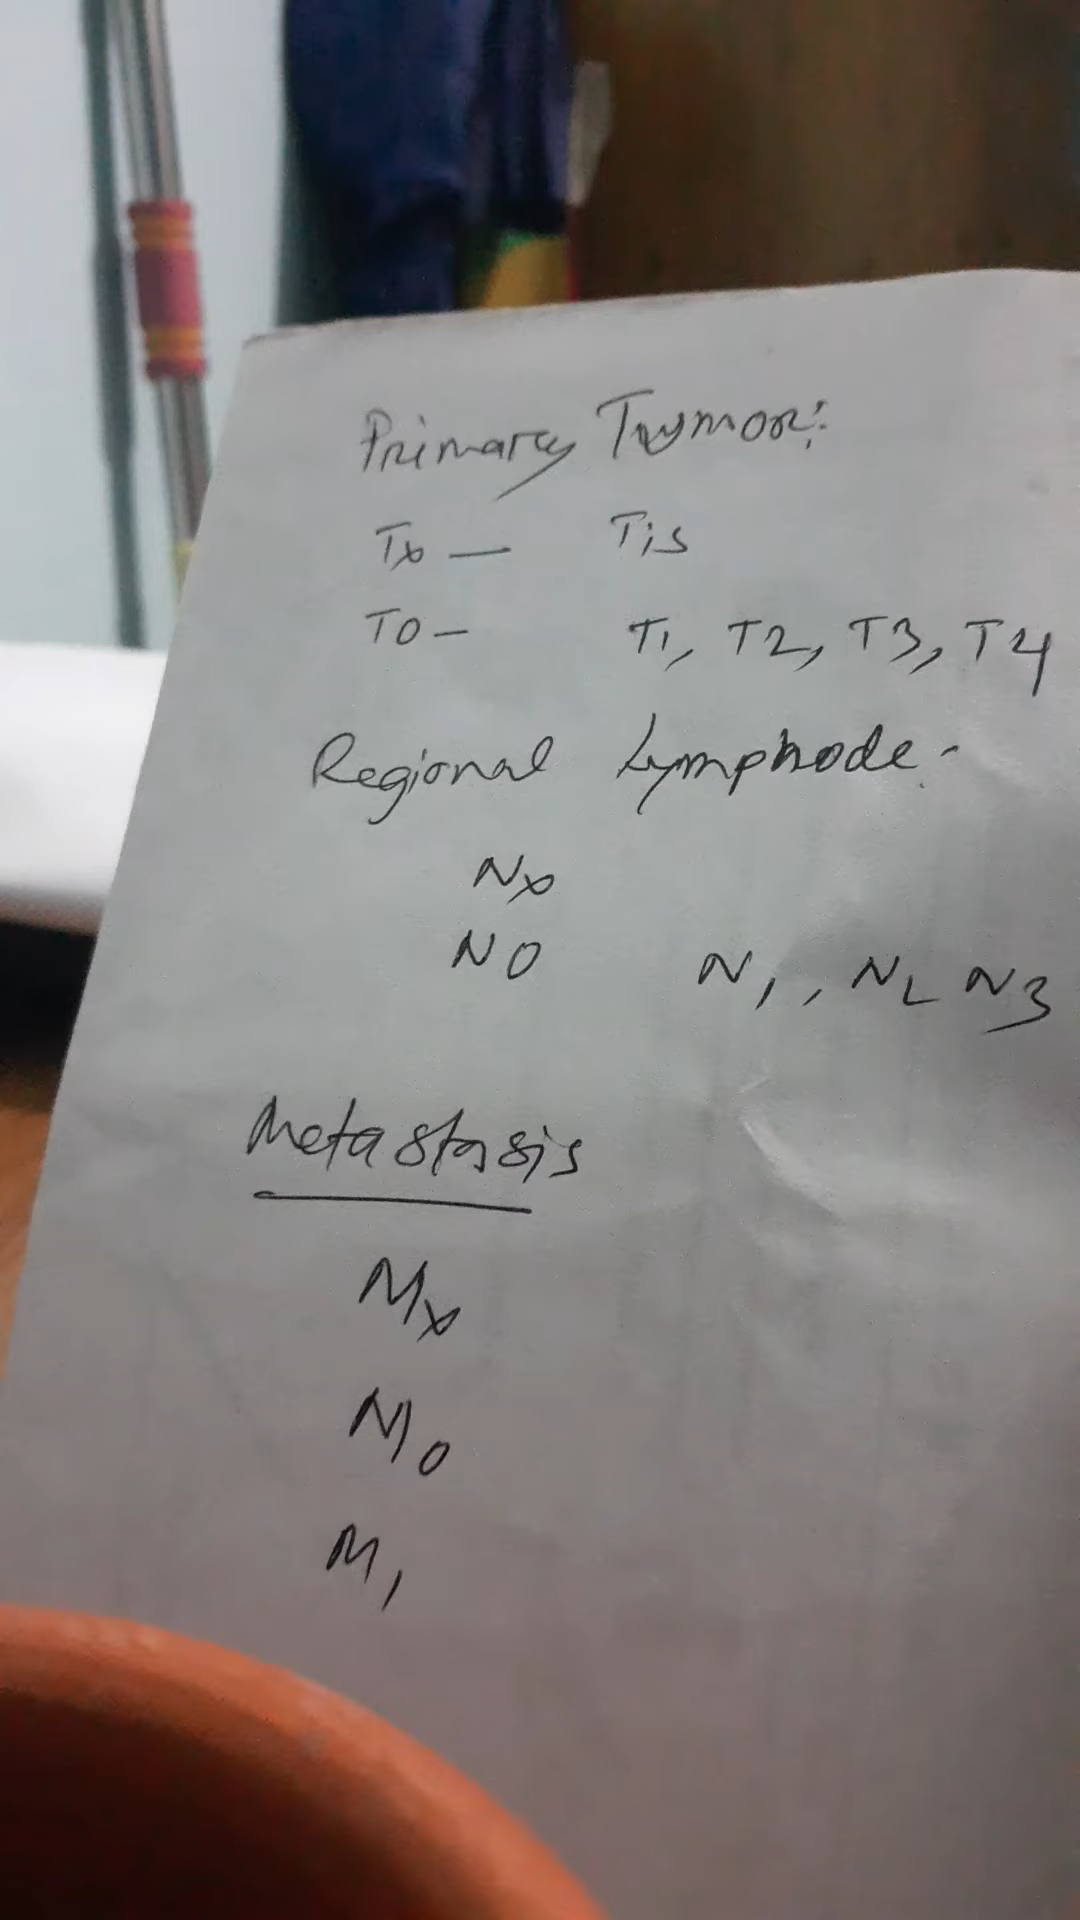 Primary Tumor:
Tx — Tis
T0 — T1, T2, T3, T4
Regional Lymphnode -
Nx
N0 N1, , N2 N3
Metastasis
Mx
M0
M1